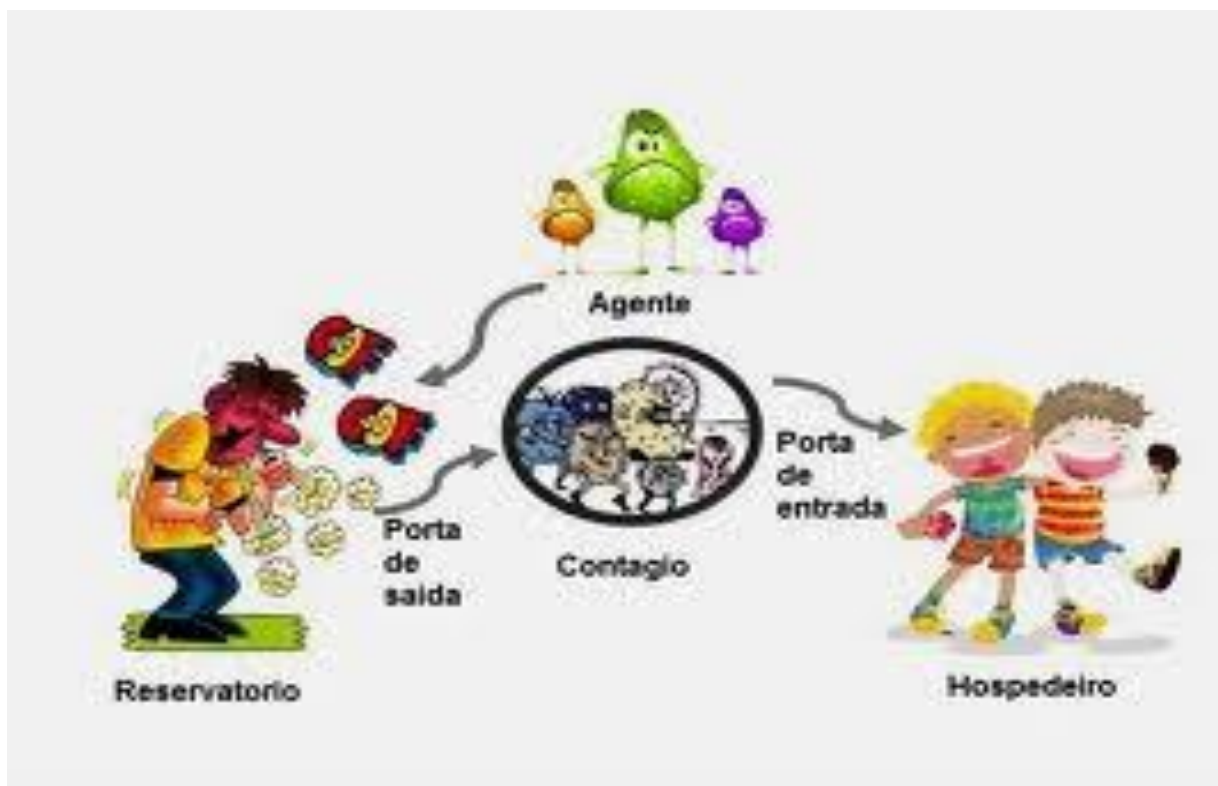 Agente
Porta
de
entrada
Porta
de
saida
Contagio
Reservatorio
Hospedeiro